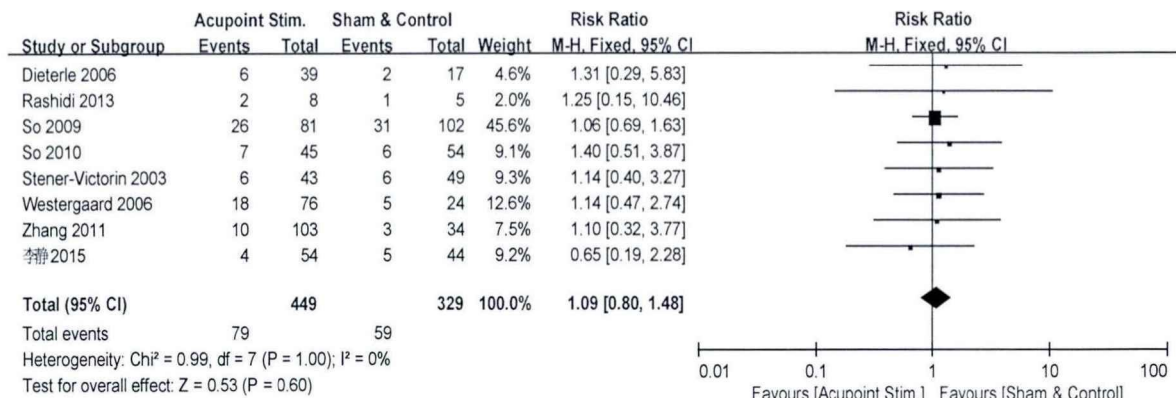 Acupoint Stim. Sham & Control Risk Ratio Risk Ratio
Study or Subgroup Events Total Events Total Weight M-H, Fixed, 95% CI M-H, Fixed, 95% CI
Dieterle 2006 6 39 2 17 4.6% 1.31 [0.29, 5.83]
Rashidi 2013 2 8 1 5 2.0% 1.25 [0.15, 10.46]
So 2009 26 81 31 102 45.6% 1.06 [0.69, 1.63]
So 2010 7 45 6 54 9.1% 1.40 [0.51, 3.87]
Stener-Victorin 2003 6 43 6 49 9.3% 1.14 [0.40, 3.27]
Westergaard 2006 18 76 5 24 12.6% 1.14 [0.47, 2.74]
Zhang 2011 10 103 3 34 7.5% 1.10 [0.32, 3.77]
李静2015 4 54 5 44 9.2% 0.65 [0.19, 2.28]
Total (95% CI) 449 329 100.0% 1.09 [0.80, 1.48]
Total events 79 59
Heterogeneity: Chi² = 0.99, df = 7 (P = 1.00); I² = 0%
Test for overall effect: Z = 0.53 (P = 0.60)
0.01 0.1 1 10 100
Favours [Acupoint Stim.] Favours [Sham & Control]